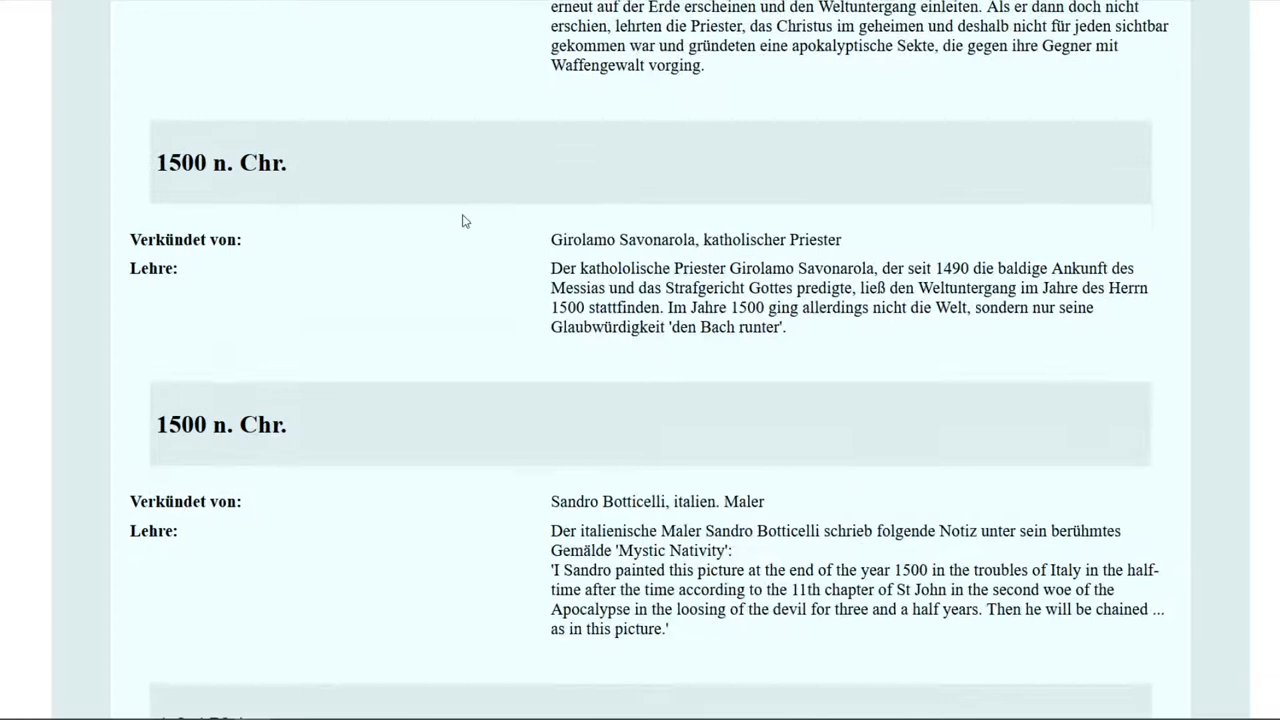 erneut auf der Erde erscheinen und den Weltuntergang einleiten. Als er dann doch nicht
erschien, lehrten die Priester, das Christus im geheimen und deshalb nicht für jeden sichtbar
gekommen war und gründeten eine apokalyptische Sekte, die gegen ihre Gegner mit
Waffengewalt vorging.
1500 n. Chr.
Verkündet von:
Girolamo Savonarola, katholischer Priester
Lehre:
Der kathololische Priester Girolamo Savonarola, der seit 1490 die baldige Ankunft des
Messias und das Strafgericht Gottes predigte, ließ den Weltuntergang im Jahre des Herrn
1500 stattfinden. Im Jahre 1500 ging allerdings nicht die Welt, sondern nur seine
Glaubwürdigkeit 'den Bach runter'.
1500 n. Chr.
Verkündet von:
Sandro Botticelli, italien. Maler
Lehre:
Der italienische Maler Sandro Botticelli schrieb folgende Notiz unter sein berühmtes
Gemälde 'Mystic Nativity':
'I Sandro painted this picture at the end of the year 1500 in the troubles of Italy in the half-
time after the time according to the 11th chapter of St John in the second woe of the
Apocalypse in the loosing of the devil for three and a half years. Then he will be chained ...
as in this picture.'